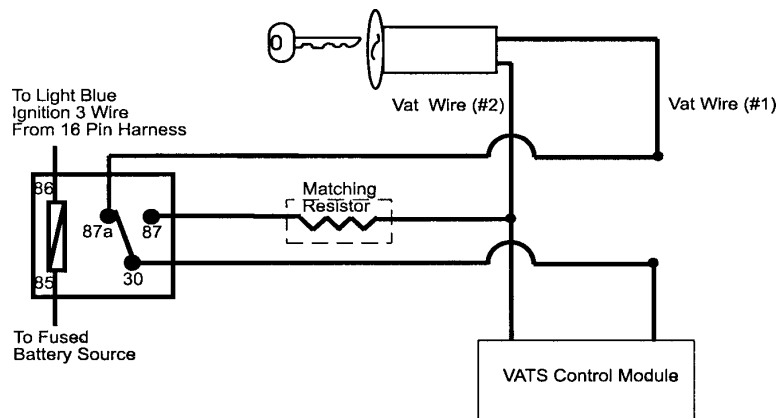 To Light Blue
Ignition 3 Wire
From 16 Pin Harness
Vat Wire (#2)
Vat Wire (#1)
86
87a
87
Matching
Resistor
30
85
To Fused
Battery Source
VATS Control Module